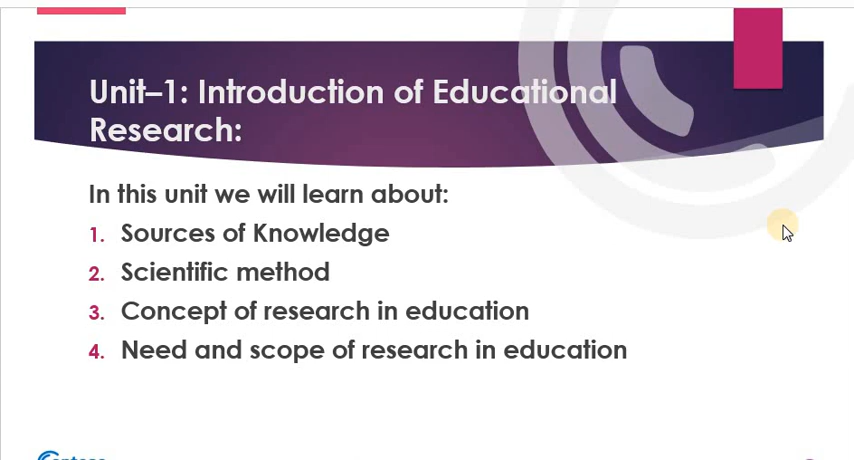 Unit–1: Introduction of Educational
Research:
In this unit we will learn about:
1. Sources of Knowledge
2. Scientific method
3. Concept of research in education
4. Need and scope of research in education